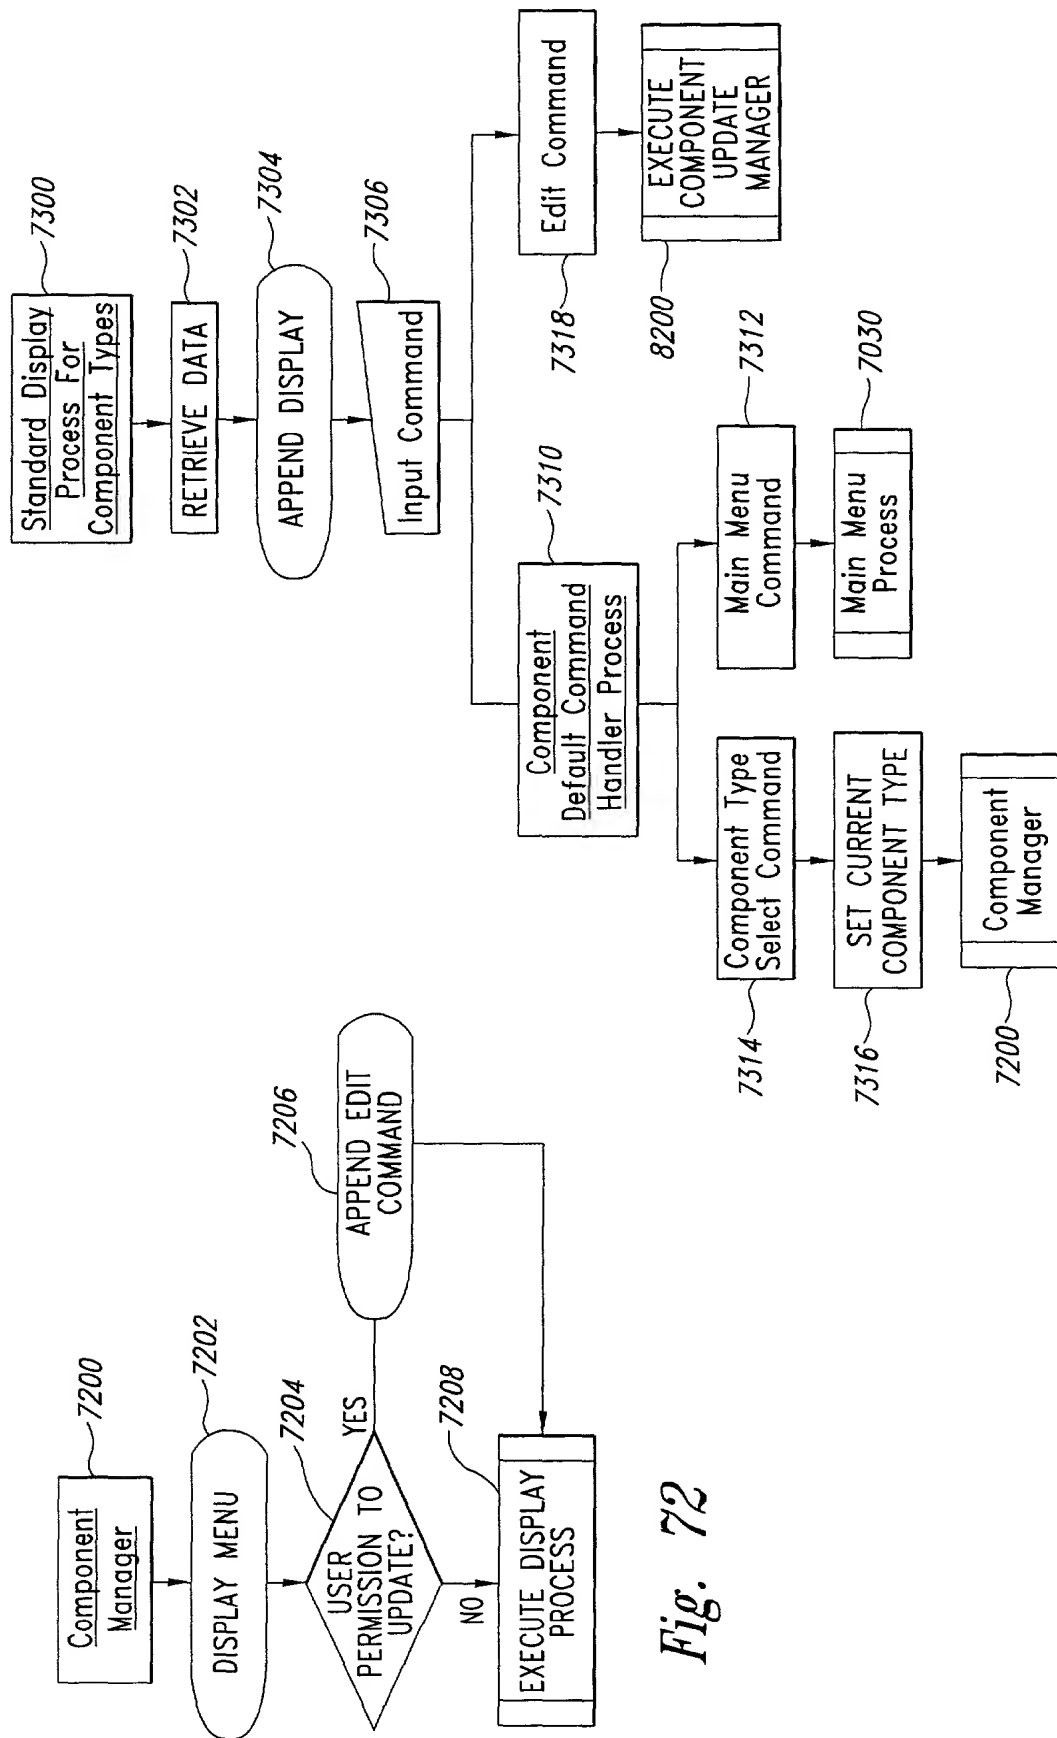 7200
Component
Manager
7202
DISPLAY MENU
7204
USER
PERMISSION TO
UPDATE?
YES
NO
7206
APPEND EDIT
COMMAND
7208
EXECUTE DISPLAY
PROCESS
Fig. 72
7300
Standard Display
Process For
Component Types
7302
RETRIEVE DATA
7304
APPEND DISPLAY
7306
Input Command
7310
Component
Default Command
Handler Process
7318
Edit Command
8200
EXECUTE
COMPONENT
UPDATE
MANAGER
7314
Component Type
Select Command
7312
Main Menu
Command
7316
SET CURRENT
COMPONENT TYPE
7030
Main Menu
Process
7200
Component
Manager